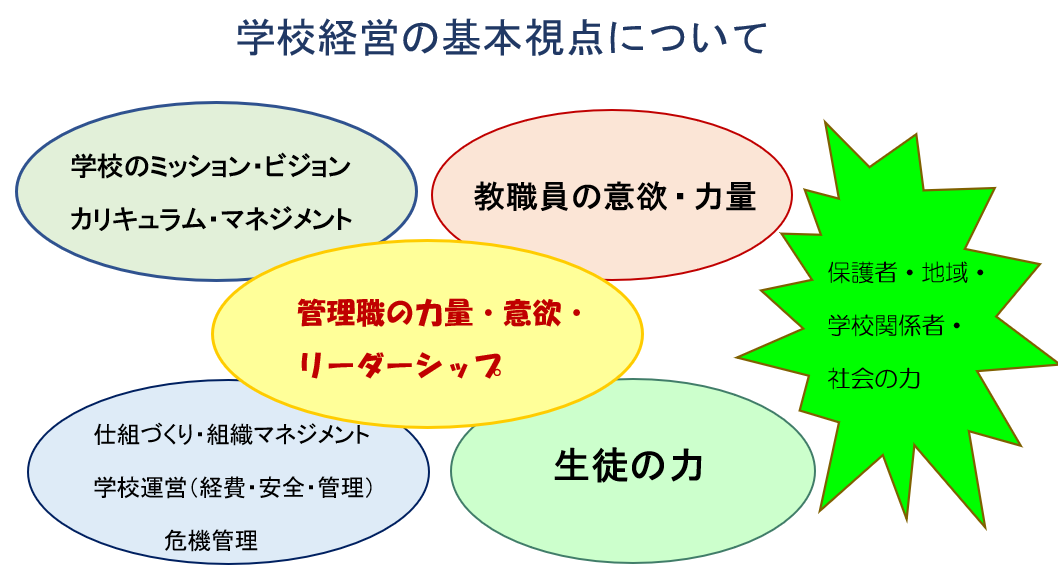 学校経営の基本視点について
学校のミッション・ビジョン
カリキュラム・マネジメント
教職員の意欲・力量
管理職の力量・意欲・
リーダーシップ
保護者・地域・
学校関係者・
社会の力
仕組づくり・組織マネジメント
学校運営（経費・安全・管理）
危機管理
生徒の力